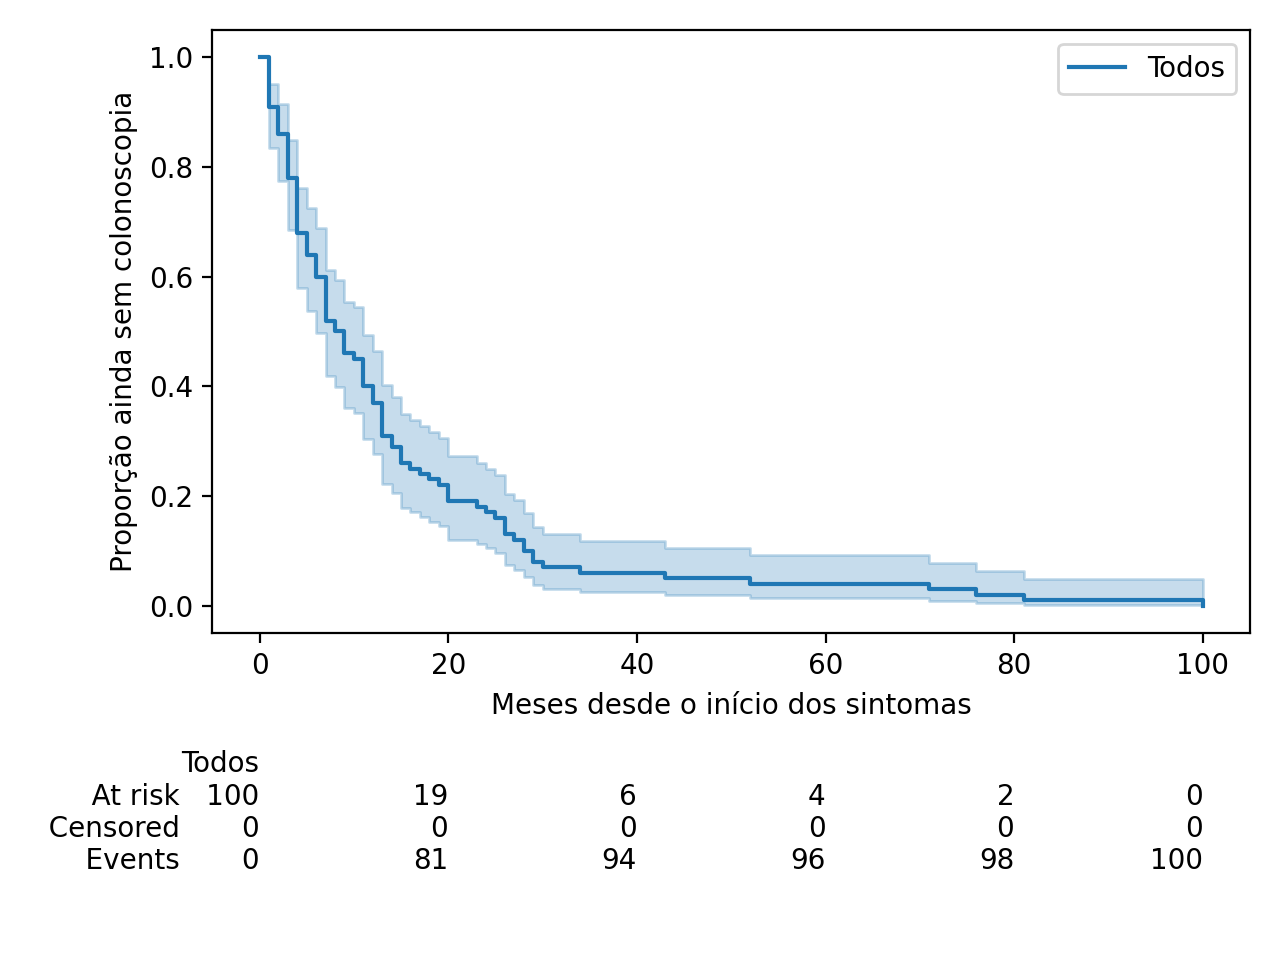 Todos
1.0
0.8
0.6
0.4
0.2
0.0
Proporção ainda sem colonoscopia
0 20 40 60 80 100
Meses desde o início dos sintomas
Todos
At risk 100 19 6 4 2 0
Censored 0 0 0 0 0 0
Events 0 81 94 96 98 100